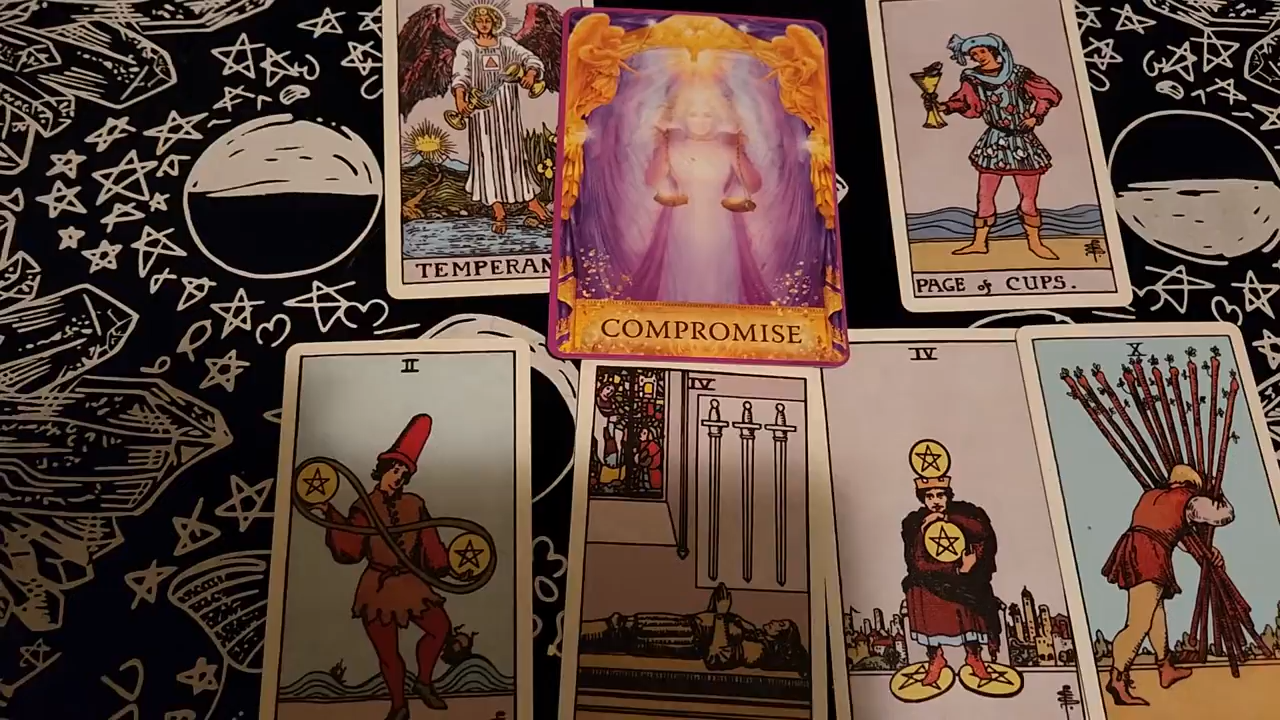 TEMPERAN
COMPROMISE
PAGE of CUPS.
II
IV
IV
X